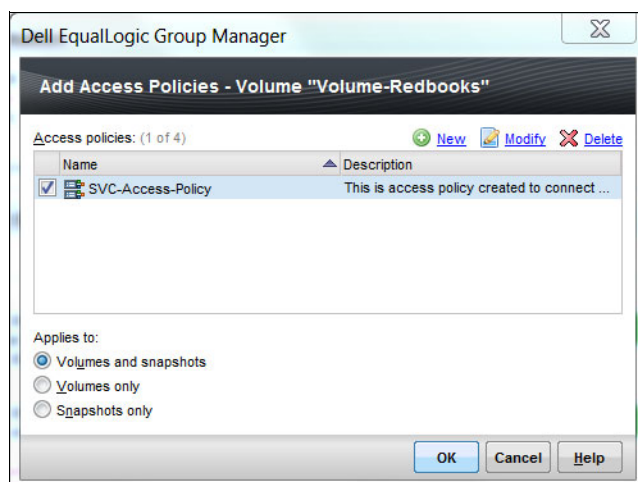 Dell EqualLogic Group Manager
Add Access Policies - Volume "Volume-Redbooks"
Access policies: (1 of 4) New Modify Delete
Name Description
SVC-Access-Policy This is access policy created to connect ...
Applies to:
Volumes and snapshots
Volumes only
Snapshots only
OK Cancel Help